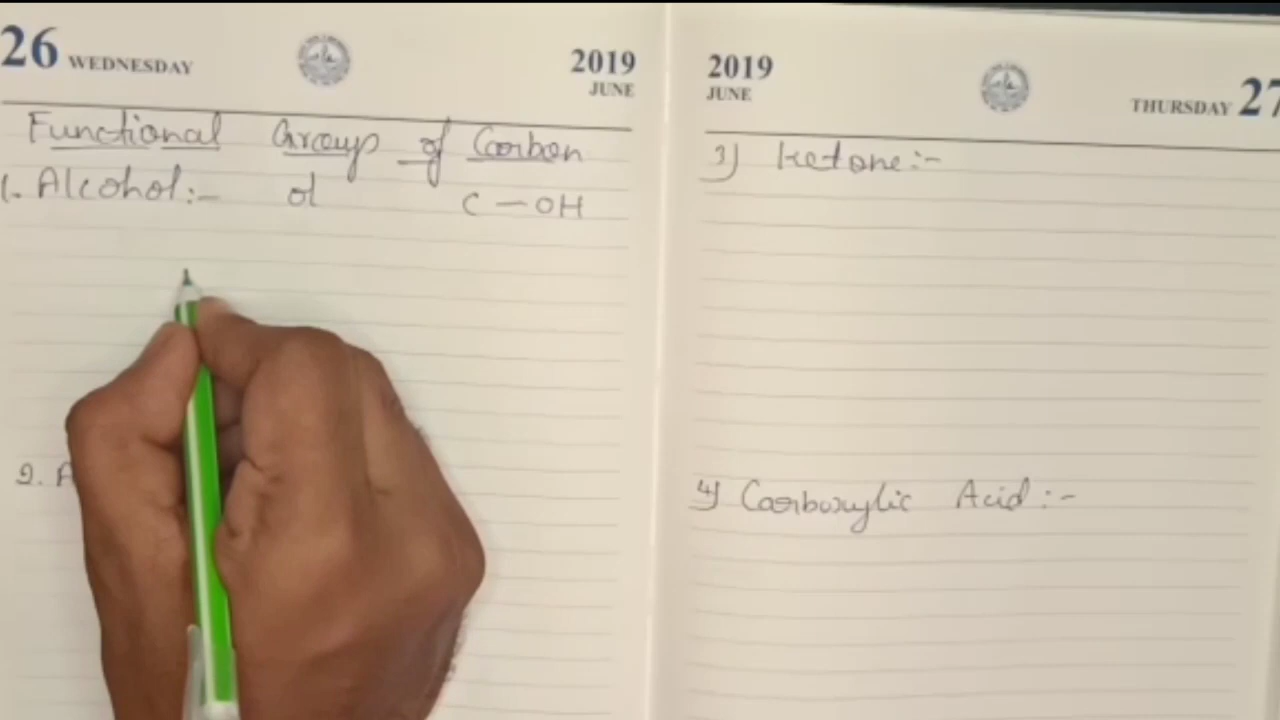 26 WEDNESDAY 2019
JUNE
Functional Group of Carbon
1. Alcohol:- ol C-OH
2.
2019
JUNE
THURSDAY 27
3) Ketone:-
4) Carboxylic Acid:-